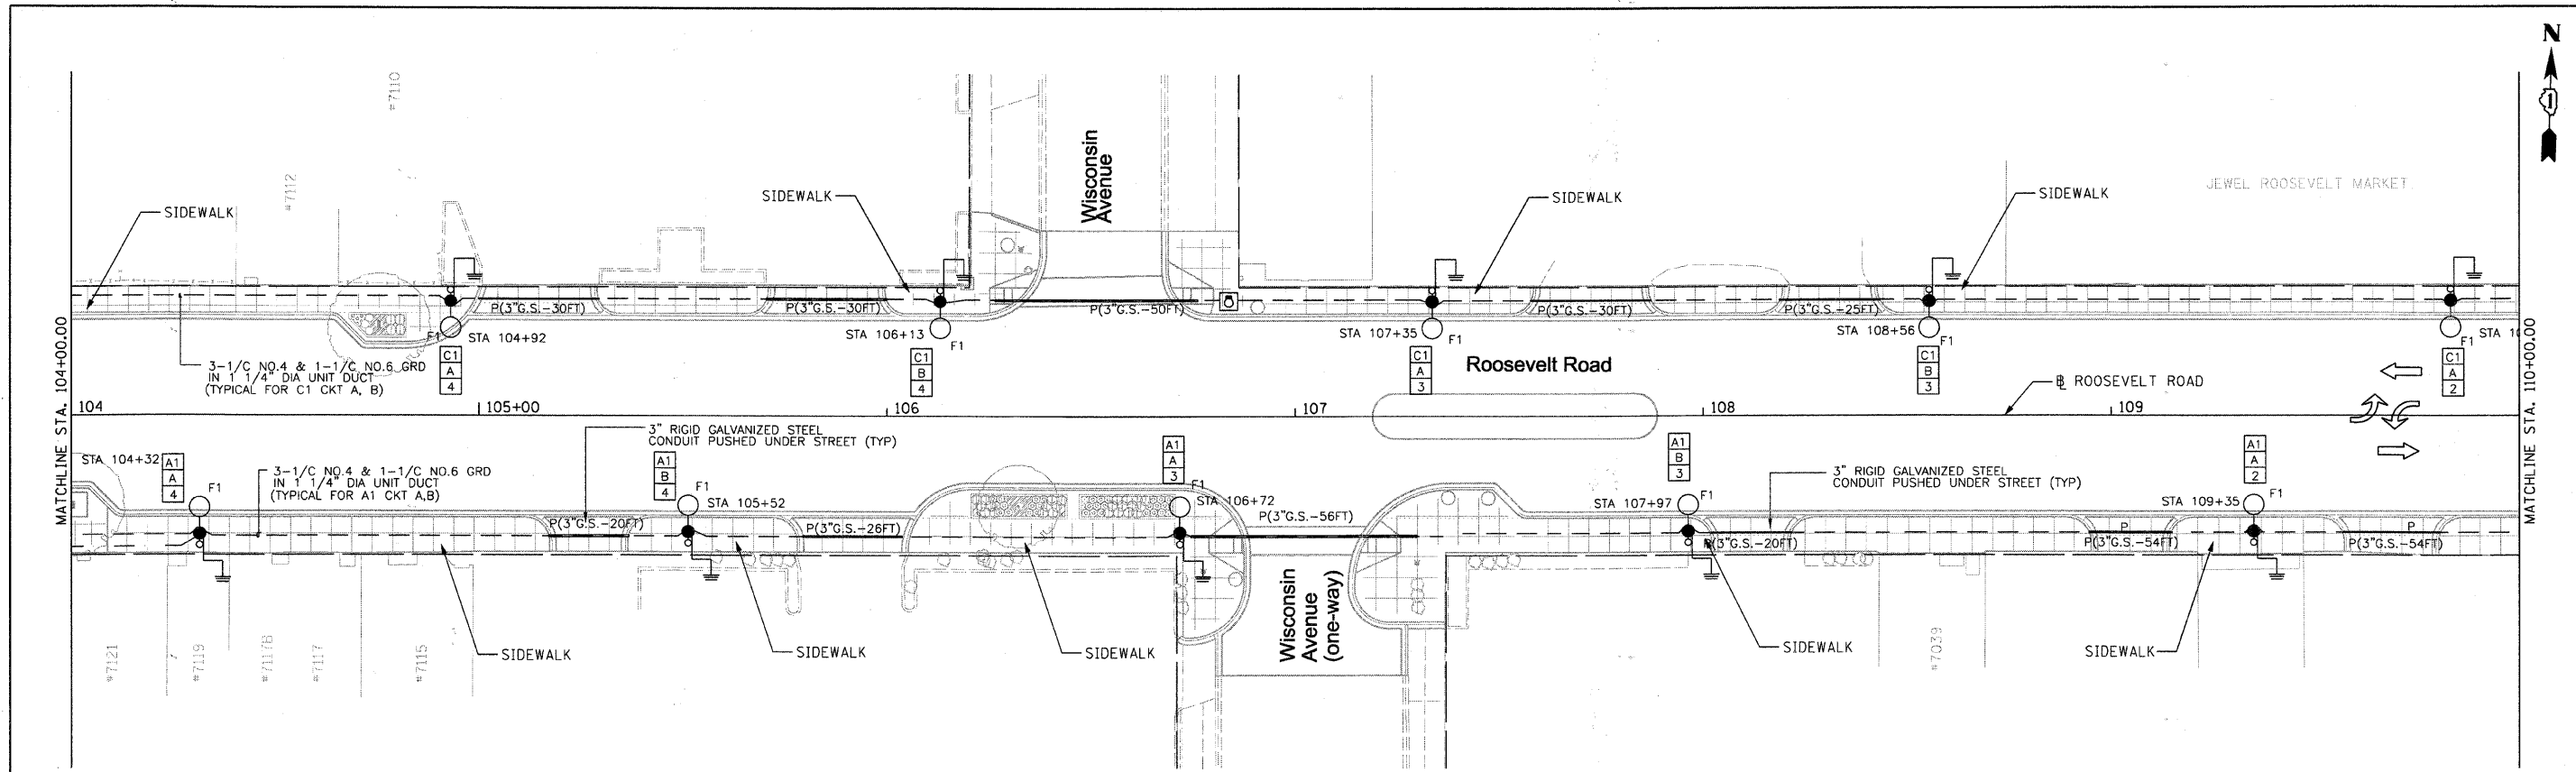 N
#7110
#7112
Wisconsin
Avenue
JEWEL ROOSEVELT MARKET
SIDEWALK
SIDEWALK
SIDEWALK
SIDEWALK
P(3"G.S.-30FT)
P(3"G.S.-30FT)
P(3"G.S.-50FT)
P(3"G.S.-30FT)
P(3"G.S.-25FT)
F1
STA 104+92
STA 106+13
F1
STA 107+35
F1
STA 108+56
F1
F1
STA 10
C1
A
4
C1
B
4
C1
A
3
C1
B
3
C1
A
2
3-1/C NO.4 & 1-1/C NO.6 GRD
IN 1 1/4" DIA UNIT DUCT
(TYPICAL FOR C1 CKT A, B)
Roosevelt Road
℄ ROOSEVELT ROAD
MATCHLINE STA. 104+00.00
MATCHLINE STA. 110+00.00
104
105+00
106
107
108
109
STA 104+32
A1
A
4
F1
3-1/C NO.4 & 1-1/C NO.6 GRD
IN 1 1/4" DIA UNIT DUCT
(TYPICAL FOR A1 CKT A,B)
3" RIGID GALVANIZED STEEL
CONDUIT PUSHED UNDER STREET (TYP)
A1
B
4
F1
STA 105+52
A1
A
3
F1
STA 106+72
A1
B
3
F1
STA 107+97
3" RIGID GALVANIZED STEEL
CONDUIT PUSHED UNDER STREET (TYP)
A1
A
2
F1
STA 109+35
P(3"G.S.-20FT)
P(3"G.S.-26FT)
P(3"G.S.-56FT)
P(3"G.S.-20FT)
P
P(3"G.S.-54FT)
P
P(3"G.S.-54FT)
Wisconsin
Avenue
(one-way)
SIDEWALK
SIDEWALK
SIDEWALK
SIDEWALK
SIDEWALK
#7121
#7119
#7117B
#7117
#7115
#7039